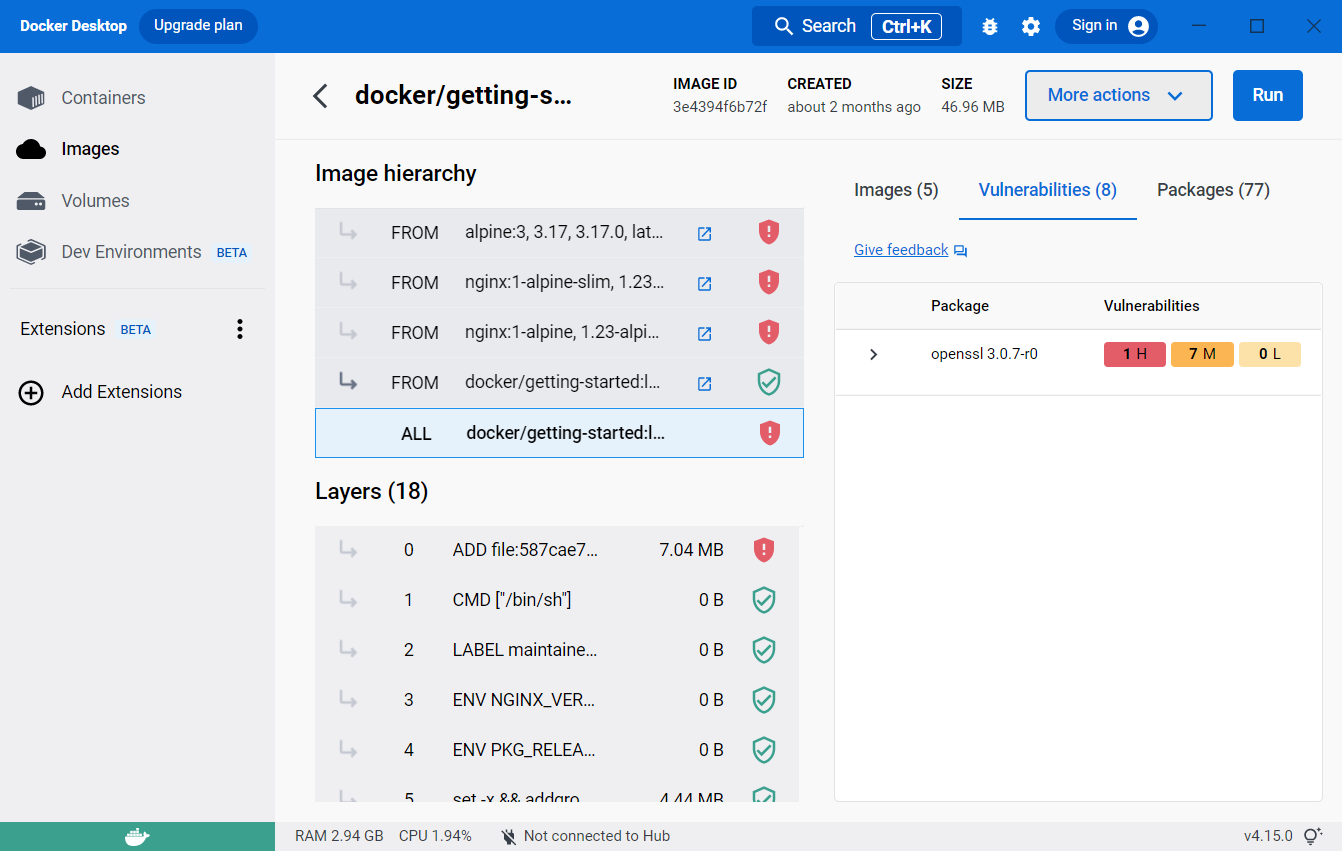 Docker Desktop Upgrade plan Search Ctrl+K Sign in
Containers
Images
Volumes
Dev Environments BETA
Extensions BETA
Add Extensions
docker/getting-s...
IMAGE ID
3e4394f6b72f
CREATED
about 2 months ago
SIZE
46.96 MB
More actions
Run
Image hierarchy
FROM alpine:3, 3.17, 3.17.0, lat...
FROM nginx:1-alpine-slim, 1.23...
FROM nginx:1-alpine, 1.23-alpi...
FROM docker/getting-started:l...
ALL docker/getting-started:l...
Layers (18)
0 ADD file:587cae7... 7.04 MB
1 CMD ["/bin/sh"] 0 B
2 LABEL maintaine... 0 B
3 ENV NGINX_VER... 0 B
4 ENV PKG_RELEA... 0 B
5 set -x && addgro 4.44 MB
Images (5) Vulnerabilities (8) Packages (77)
Give feedback
Package Vulnerabilities
openssl 3.0.7-r0 1 H 7 M 0 L
RAM 2.94 GB CPU 1.94% Not connected to Hub v4.15.0